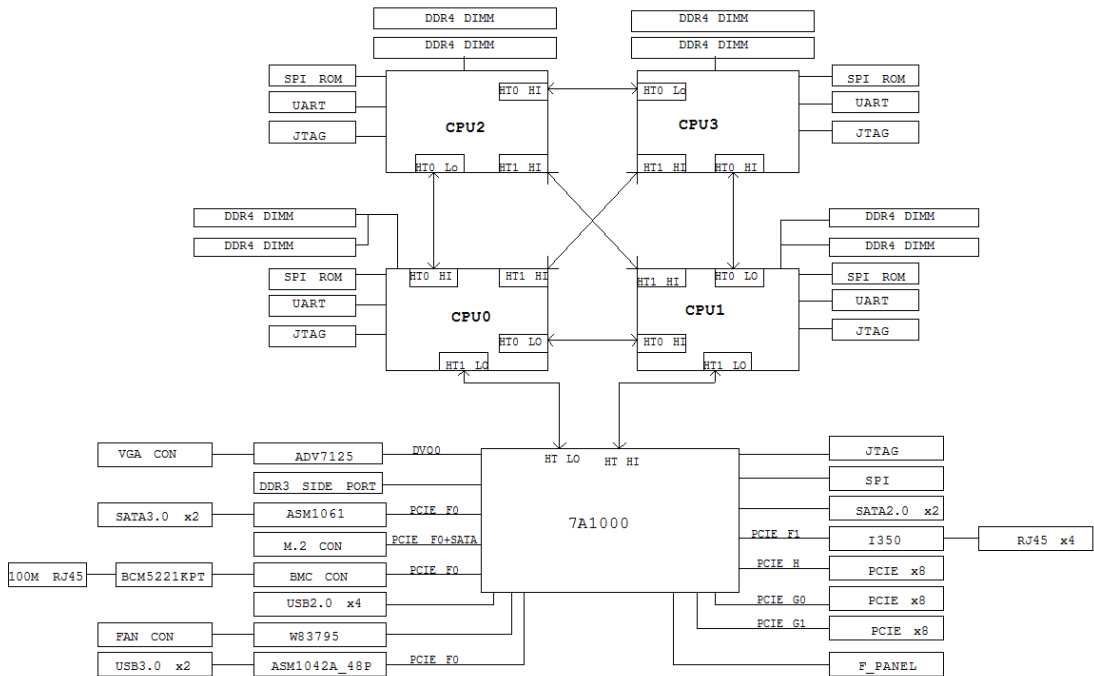 DDR4 DIMM
DDR4 DIMM
DDR4 DIMM
DDR4 DIMM
SPI ROM
UART
JTAG
HT0 HI
CPU2
HT0 Lo
HT1 HI
HT0 Lo
CPU3
HT1 HI
HT0 HI
SPI ROM
UART
JTAG
DDR4 DIMM
DDR4 DIMM
SPI ROM
UART
JTAG
HT0 HI
HT1 HI
CPU0
HT0 LO
HT1 LO
HT1 HI
HT0 LO
CPU1
HT0 HI
HT1 LO
DDR4 DIMM
DDR4 DIMM
SPI ROM
UART
JTAG
VGA CON
ADV7125
DVO0
DDR3 SIDE PORT
SATA3.0 x2
ASM1061
PCIE F0
M.2 CON
PCIE F0+SATA
100M RJ45
BCM5221KPT
BMC CON
PCIE F0
USB2.0 x4
FAN CON
W83795
USB3.0 x2
ASM1042A_48P
PCIE F0
HT LO
HT HI
7A1000
JTAG
SPI
SATA2.0 x2
PCIE F1
I350
RJ45 x4
PCIE H
PCIE x8
PCIE G0
PCIE x8
PCIE G1
PCIE x8
F_PANEL